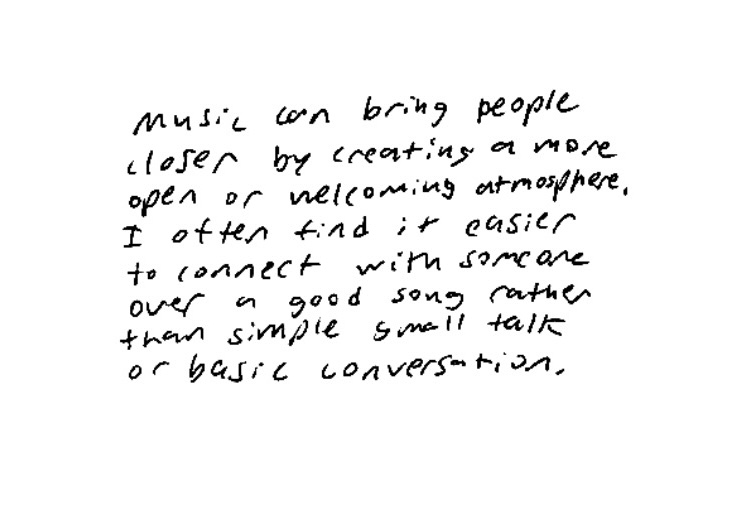 Music can bring people
closer by creating a more
open or welcoming atmosphere.
I often find it easier
to connect with someone
over a good song rather
than simple small talk
or basic conversation.